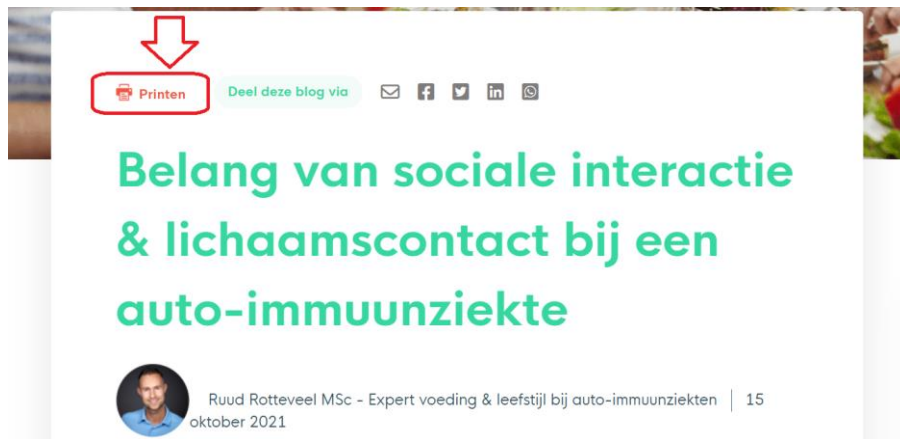 Printen Deel deze blog via
Belang van sociale interactie
& lichaamscontact bij een
auto-immuunziekte
Ruud Rotteveel MSc - Expert voeding & leefstijl bij auto-immuunziekten | 15
oktober 2021